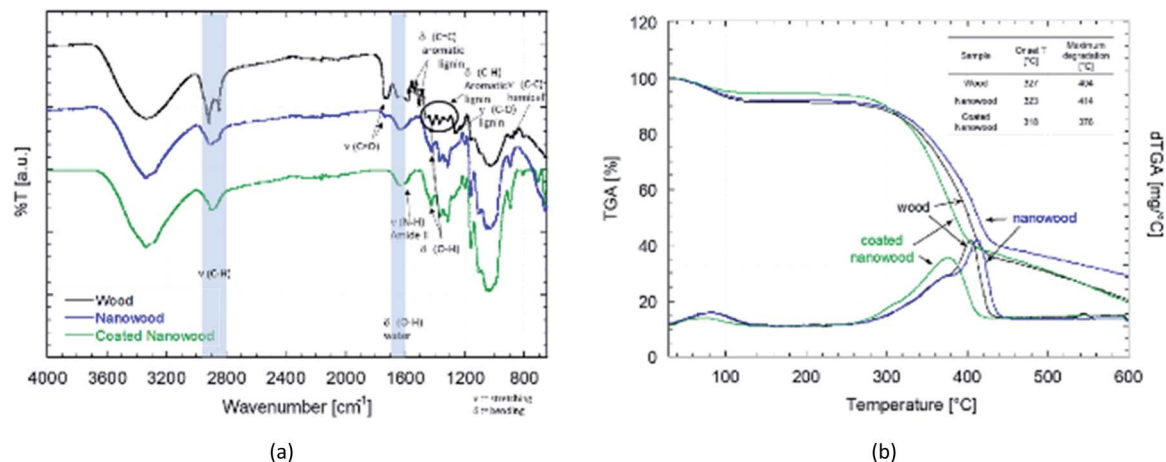 %T [a.u.]
δ (C=C)
aromatic
lignin
δ (C-H)
Aromatic
lignin
ν (C-C)
ν (C-O)
lignin
ν (C=O)
ν (N-H)
Amide II
δ (O-H)
ν (C-H)
δ (O-H)
water
Wood
Nanowood
Coated Nanowood
4000 3600 3200 2800 2400 2000 1600 1200 800
Wavenumber [cm⁻¹]
ν = stretching
δ = bending
(a)
TGA [%]
120
100
80
60
40
20
0
Sample Onset T [°C] Maximum degradation [°C]
Wood 327 404
Nanowood 323 414
Coated Nanowood 318 376
wood
nanowood
coated
nanowood
dTGA [mg/°C]
100 200 300 400 500 600
Temperature [°C]
(b)